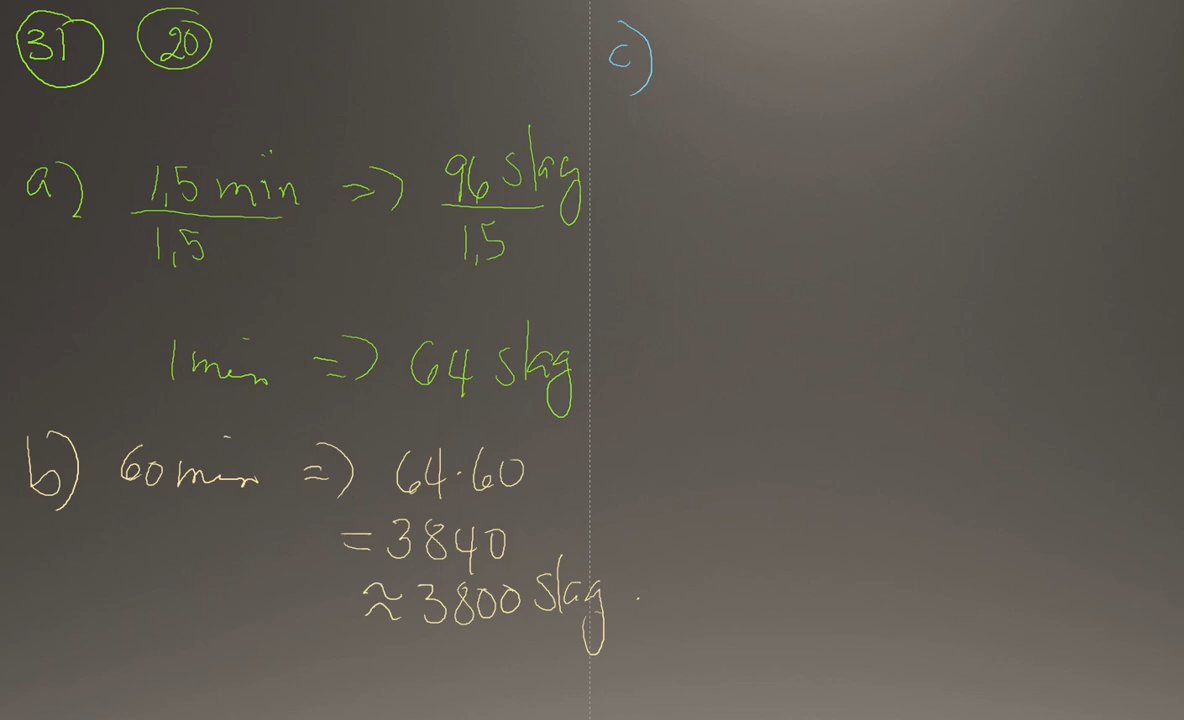 31 20
a) 1,5 min => 96 slag
1,5 1,5
1 min => 64 slag
b) 60 min => 64·60
= 3840
≈ 3800 slag.
c)